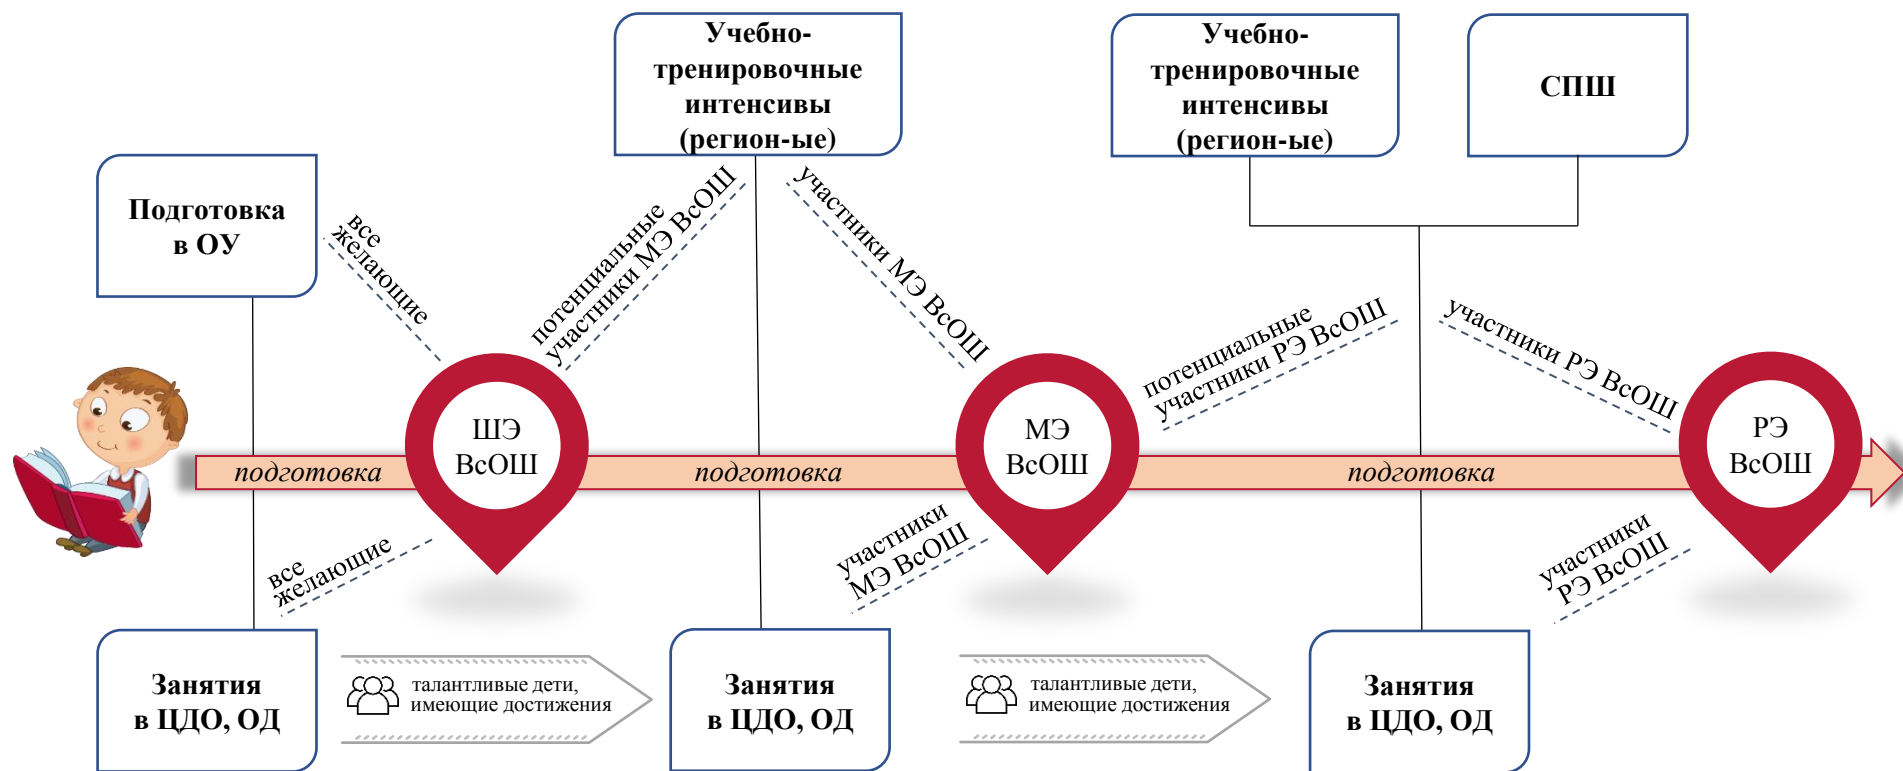 Учебно-
тренировочные
интенсивы
(регион-ые)
Учебно-
тренировочные
интенсивы
(регион-ые)
СПШ
Подготовка
в ОУ
все
желающие
потенциальные
участники МЭ ВсОШ
участники МЭ ВсОШ
потенциальные
участники РЭ ВсОШ
участники РЭ ВсОШ
подготовка
ШЭ
ВсОШ
подготовка
МЭ
ВсОШ
подготовка
РЭ
ВсОШ
все
желающие
участники
МЭ ВсОШ
участники
РЭ ВсОШ
Занятия
в ЦДО, ОД
талантливые дети,
имеющие достижения
Занятия
в ЦДО, ОД
талантливые дети,
имеющие достижения
Занятия
в ЦДО, ОД